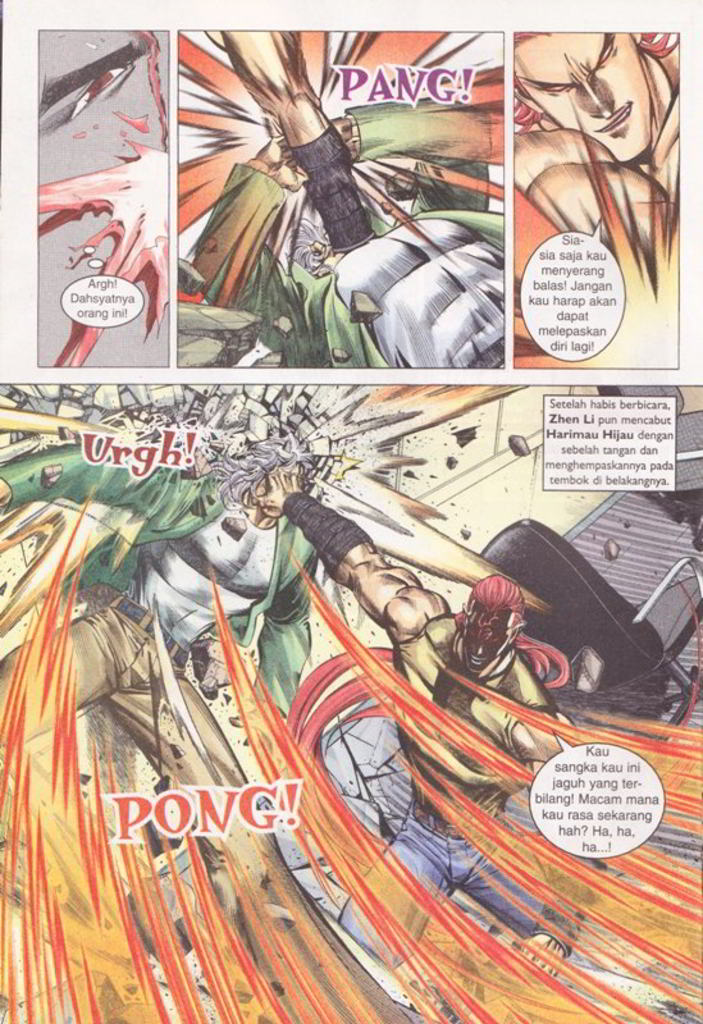 Argh!
Dahsyatnya
orang ini!
PANG!
Sia-
sia saja kau
menyerang
balas! Jangan
kau harap akan
dapat
melepaskan
diri lagi!
Setelah habis berbicara,
Zhen Li pun mencabut
Harimau Hijau dengan
sebelah tangan dan
menghempaskannya pada
tembok di belakangnya.
Urgh!
Kau
sangka kau ini
jaguh yang ter-
bilang! Macam mana
kau rasa sekarang
hah? Ha, ha,
ha...!
PONG!